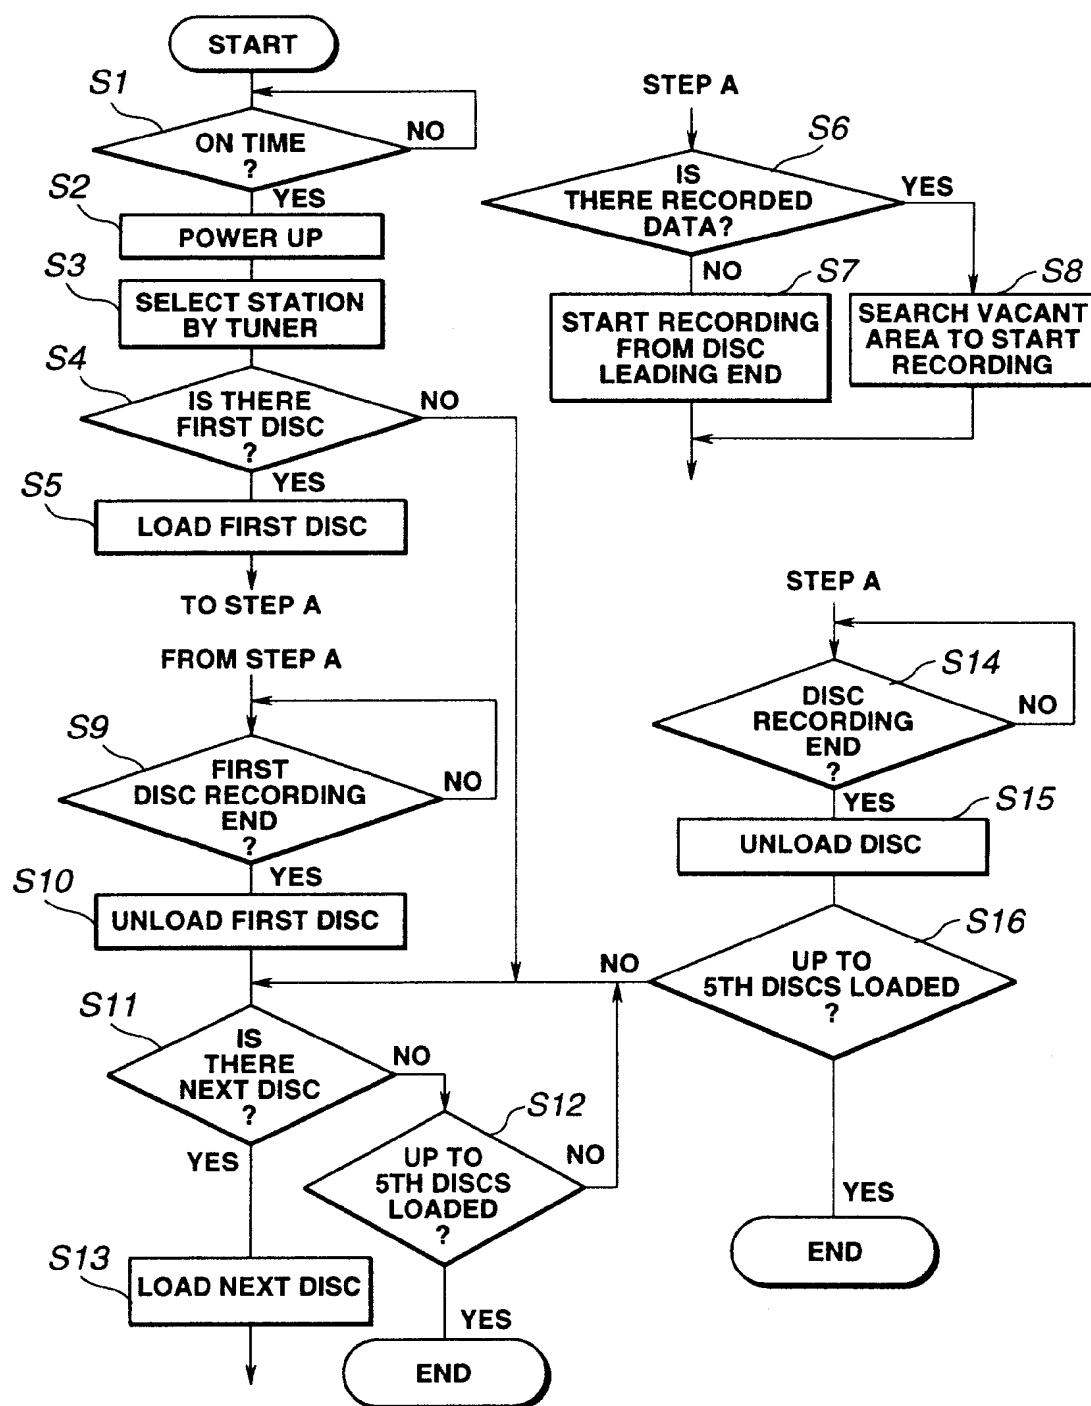 START
S1
ON TIME
?
NO
YES
S2
POWER UP
S3
SELECT STATION
BY TUNER
S4
IS THERE
FIRST DISC
?
NO
YES
S5
LOAD FIRST DISC
TO STEP A
STEP A
S6
IS
THERE RECORDED
DATA?
YES
NO
S7
START RECORDING
FROM DISC
LEADING END
S8
SEARCH VACANT
AREA TO START
RECORDING
FROM STEP A
S9
FIRST
DISC RECORDING
END
?
NO
YES
S10
UNLOAD FIRST DISC
S11
IS
THERE
NEXT DISC
?
NO
YES
S12
UP TO
5TH DISCS
LOADED
?
NO
YES
END
S13
LOAD NEXT DISC
STEP A
S14
DISC
RECORDING
END
?
NO
YES
S15
UNLOAD DISC
S16
UP TO
5TH DISCS LOADED
?
NO
YES
END